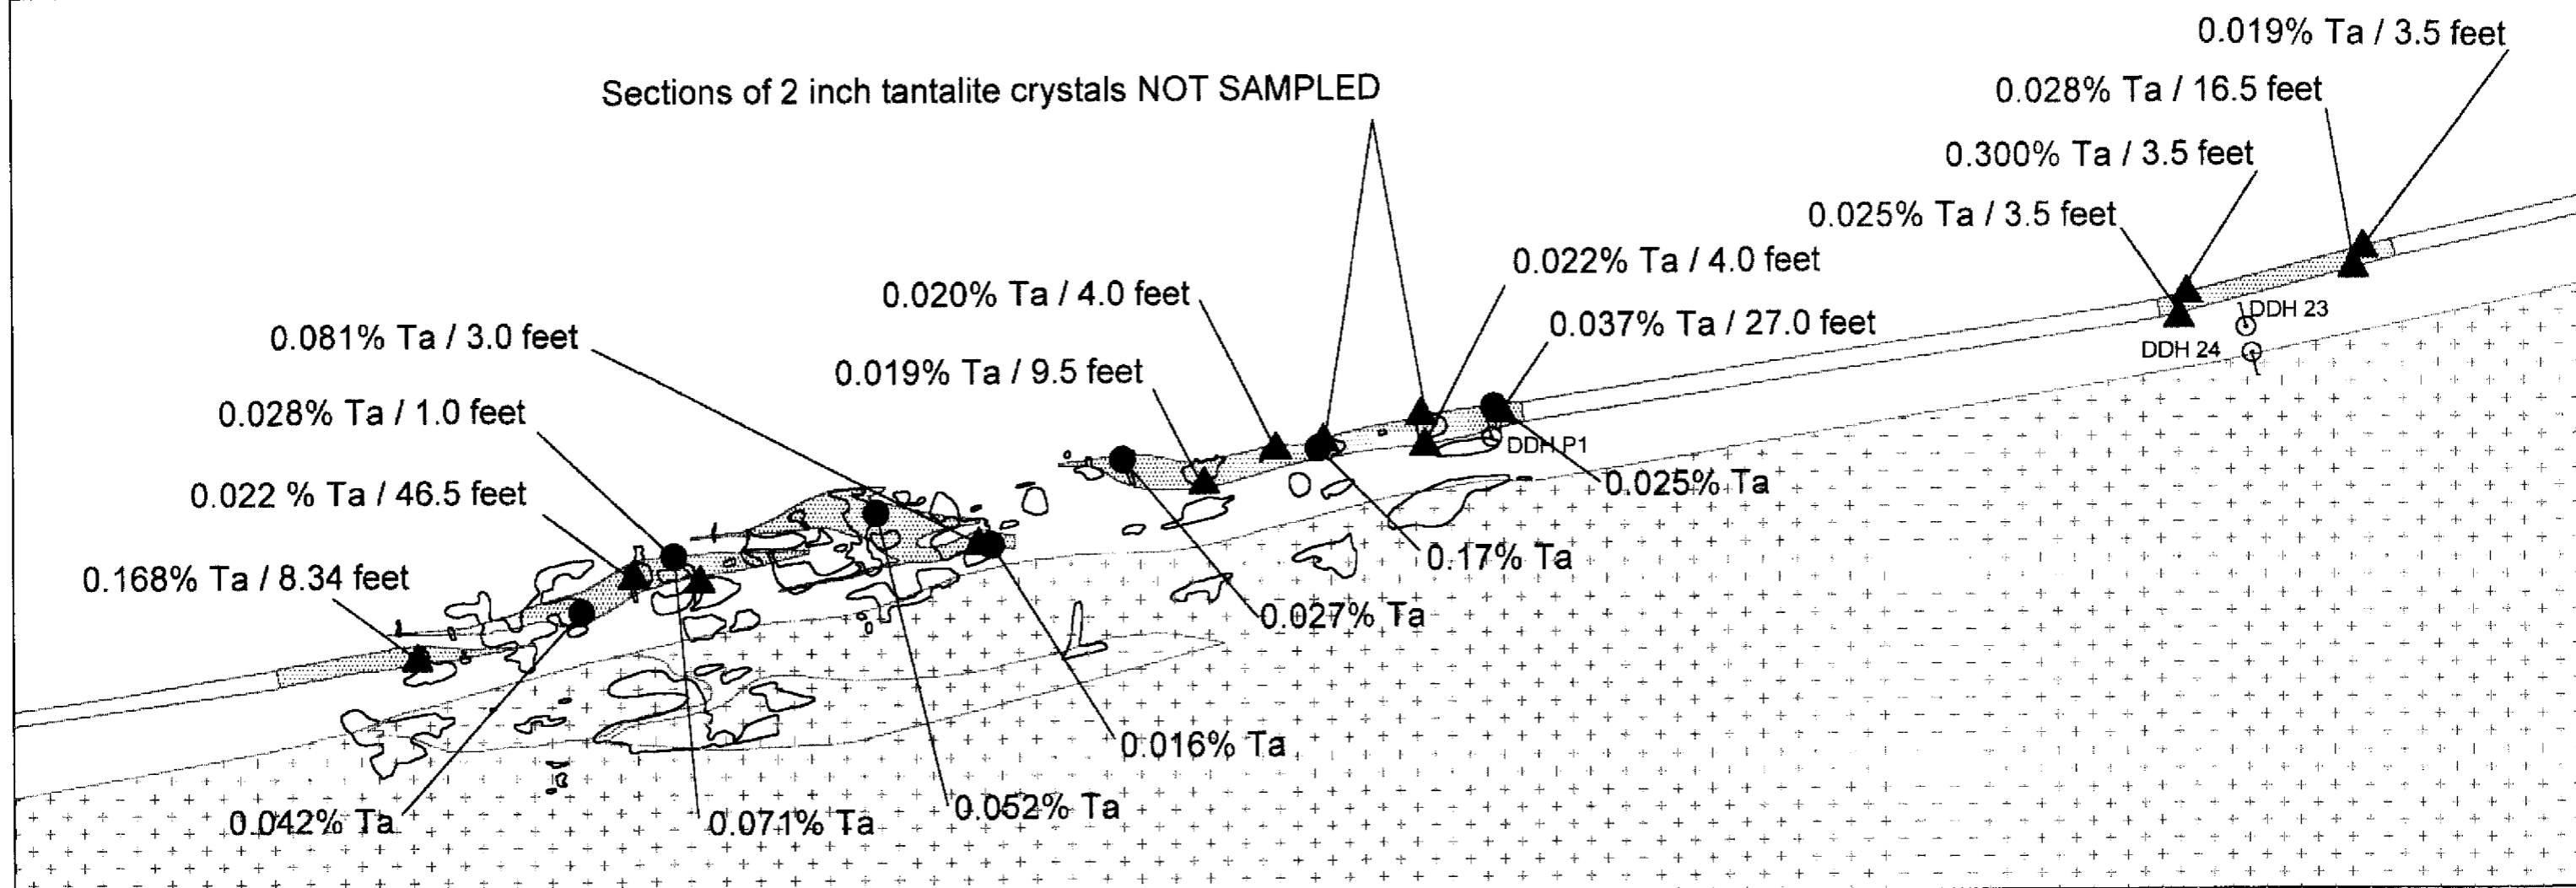 0.019% Ta / 3.5 feet
0.028% Ta / 16.5 feet
Sections of 2 inch tantalite crystals NOT SAMPLED
0.300% Ta / 3.5 feet
0.025% Ta / 3.5 feet
0.022% Ta / 4.0 feet
0.020% Ta / 4.0 feet
DDH 23
0.037% Ta / 27.0 feet
0.081% Ta / 3.0 feet
DDH 24
0.019% Ta / 9.5 feet
0.028% Ta / 1.0 feet
DDH P1
0.025% Ta
0.022 % Ta / 46.5 feet
0.17% Ta
0.168% Ta / 8.34 feet
0.027% Ta
0.016% Ta
0.052% Ta
0.042% Ta
0.071% Ta